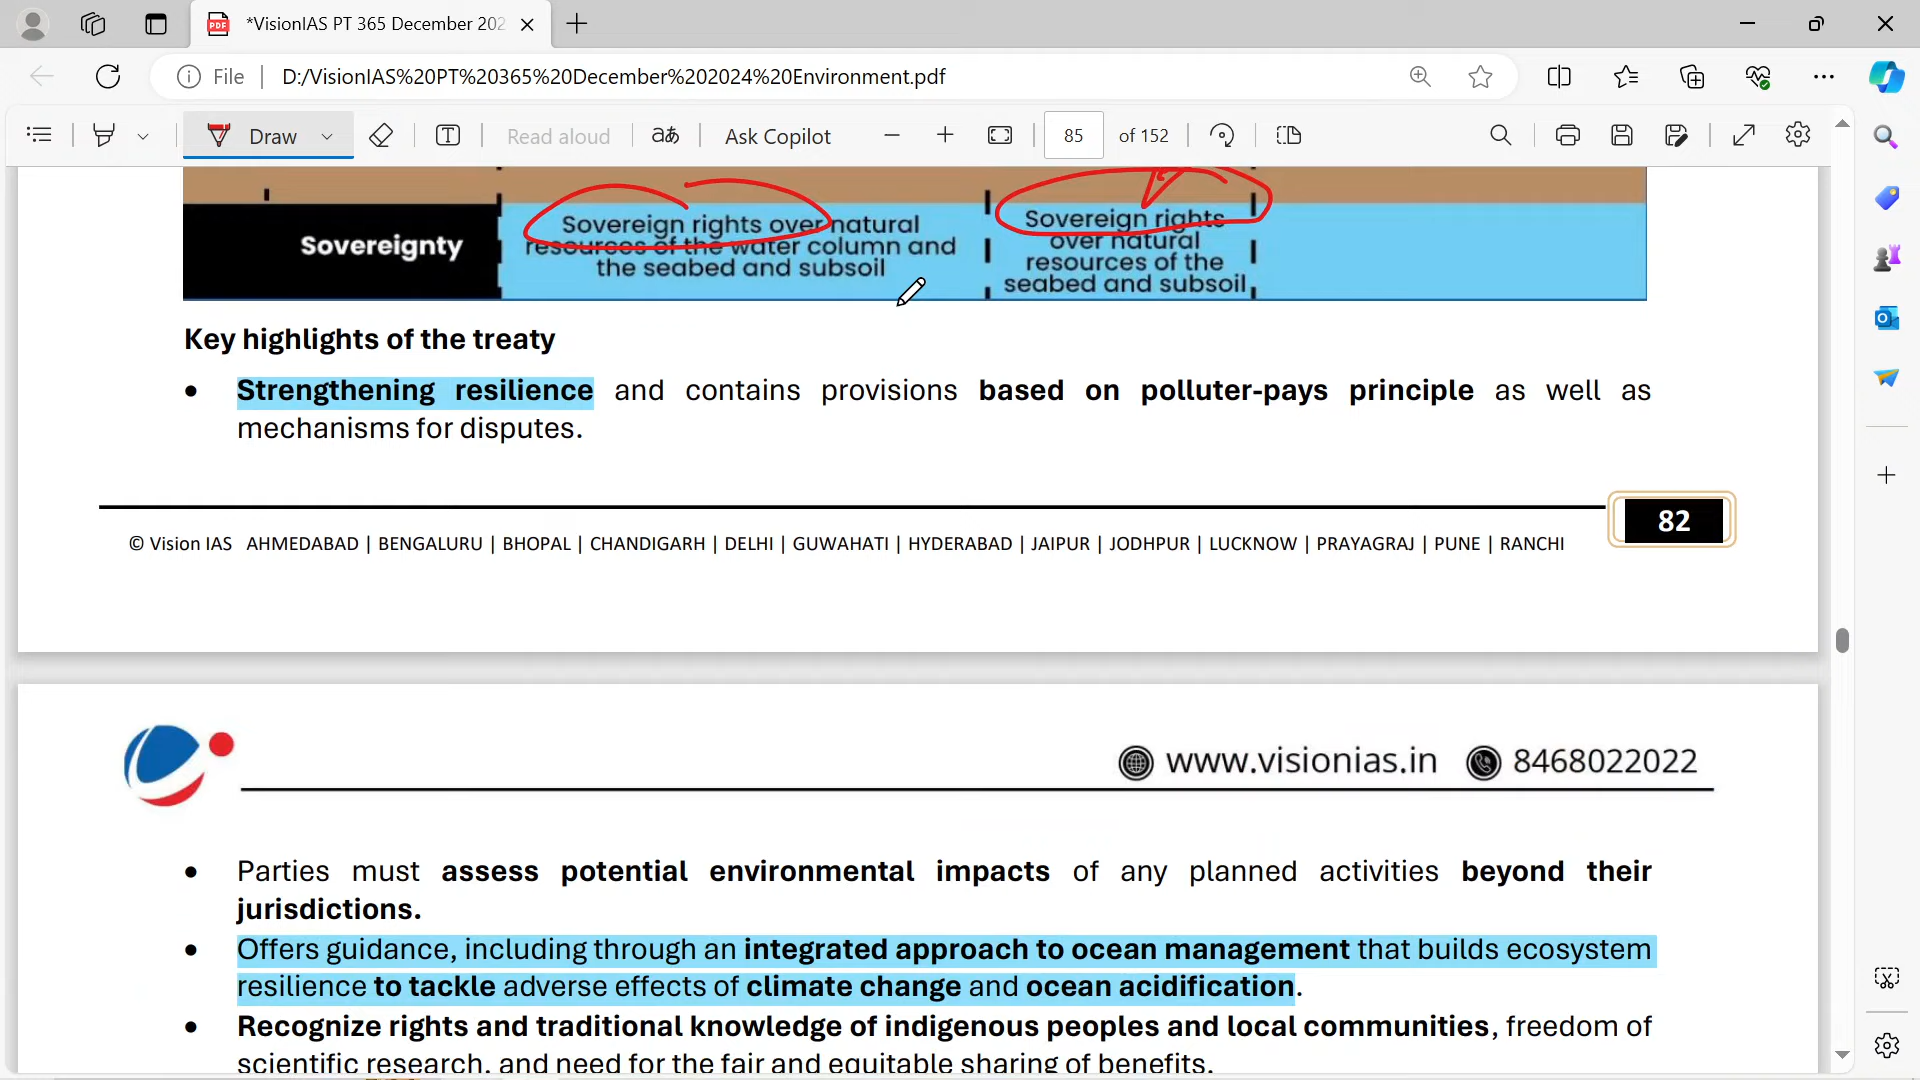 *VisionIAS PT 365 December 202
File
D:/VisionIAS%20PT%20365%20December%202024%20Environment.pdf
Draw
Read aloud
aあ
Ask Copilot
85
of 152
Sovereignty
Sovereign rights over natural
resources of the water column and
the seabed and subsoil
Sovereign rights
over natural
resources of the
seabed and subsoil
Key highlights of the treaty
• Strengthening resilience and contains provisions based on polluter-pays principle as well as
mechanisms for disputes.
82
© Vision IAS AHMEDABAD | BENGALURU | BHOPAL | CHANDIGARH | DELHI | GUWAHATI | HYDERABAD | JAIPUR | JODHPUR | LUCKNOW | PRAYAGRAJ | PUNE | RANCHI
www.visionias.in
8468022022
• Parties must assess potential environmental impacts of any planned activities beyond their
jurisdictions.
• Offers guidance, including through an integrated approach to ocean management that builds ecosystem
resilience to tackle adverse effects of climate change and ocean acidification.
• Recognize rights and traditional knowledge of indigenous peoples and local communities, freedom of
scientific research, and need for the fair and equitable sharing of benefits.